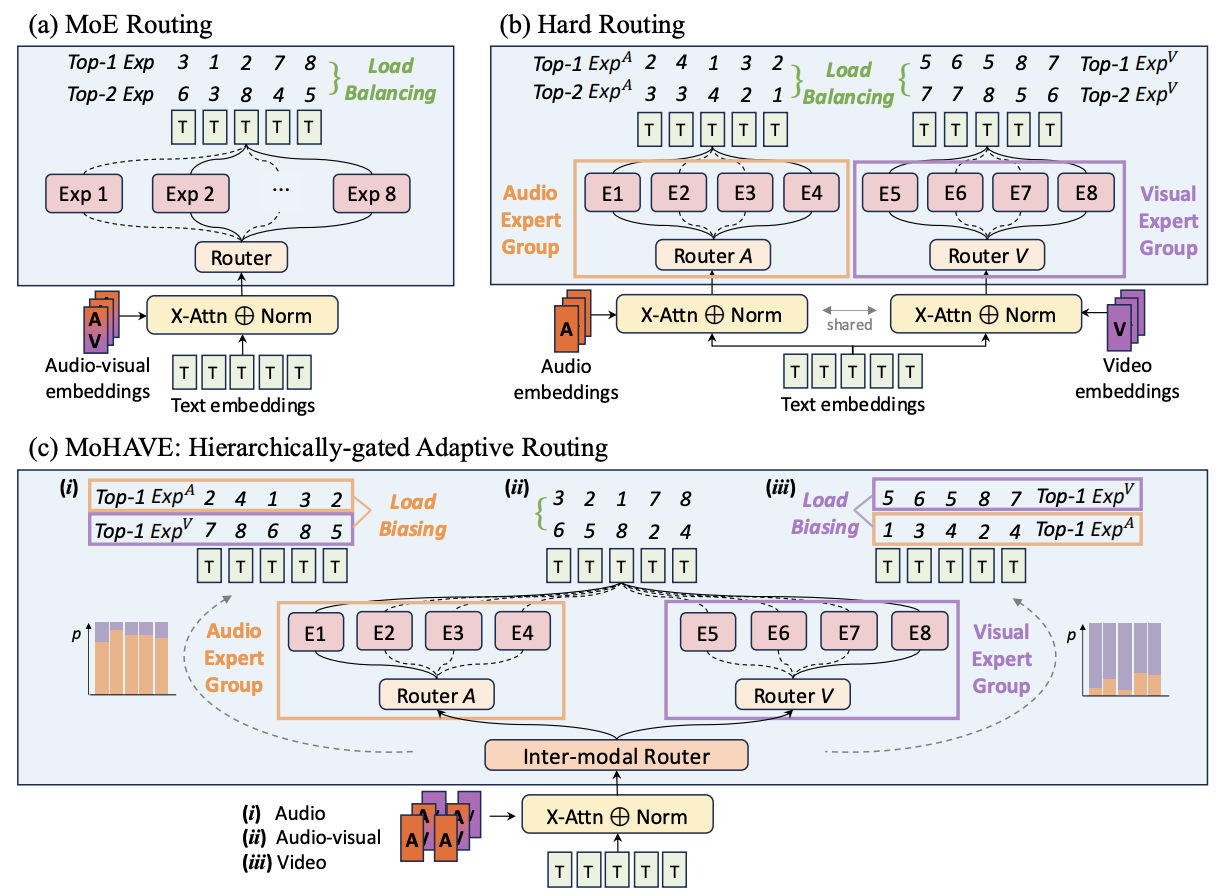 (a) MoE Routing
Top-1 Exp 3 1 2 7 8
Top-2 Exp 6 3 8 4 5
Load
Balancing
T T T T T
Exp 1 Exp 2 ... Exp 8
Router
X-Attn ⊕ Norm
A
V
Audio-visual
embeddings
T T T T T
Text embeddings
(b) Hard Routing
Top-1 Exp^A 2 4 1 3 2
Top-2 Exp^A 3 3 4 2 1
Load
Balancing
5 6 5 8 7 Top-1 Exp^V
7 7 8 5 6 Top-2 Exp^V
T T T T T
T T T T T
Audio
Expert
Group
E1 E2 E3 E4
Router A
E5 E6 E7 E8
Router V
Visual
Expert
Group
X-Attn ⊕ Norm
shared
X-Attn ⊕ Norm
A
Audio
embeddings
T T T T T
Text embeddings
V
Video
embeddings
(c) MoHAVE: Hierarchically-gated Adaptive Routing
(i)
Top-1 Exp^A 2 4 1 3 2
Top-1 Exp^V 7 8 6 8 5
Load
Biasing
T T T T T
(ii)
3 2 1 7 8
6 5 8 2 4
T T T T T
(iii)
Load
Biasing
5 6 5 8 7 Top-1 Exp^V
1 3 4 2 4 Top-1 Exp^A
T T T T T
p
Audio
Expert
Group
E1 E2 E3 E4
Router A
E5 E6 E7 E8
Router V
Visual
Expert
Group
p
Inter-modal Router
(i) Audio
(ii) Audio-visual
(iii) Video
A V
A V
A V
A
X-Attn ⊕ Norm
T T T T T